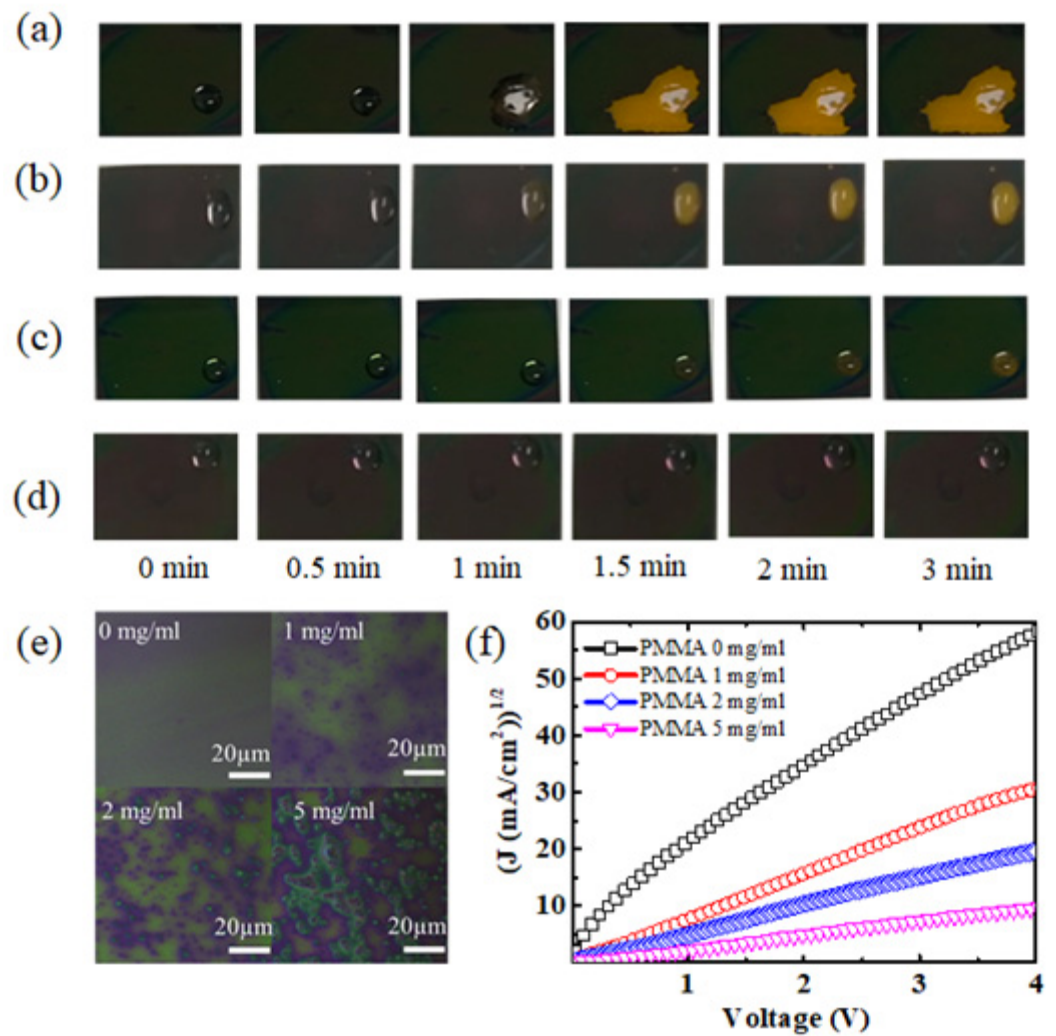 (a)
(b)
(c)
(d)
0 min 0.5 min 1 min 1.5 min 2 min 3 min
(e)
0 mg/ml 1 mg/ml
20µm 20µm
2 mg/ml 5 mg/ml
20µm 20µm
(f)
(J (mA/cm²))^1/2
60
50
40
30
20
10
PMMA 0 mg/ml
PMMA 1 mg/ml
PMMA 2 mg/ml
PMMA 5 mg/ml
1 2 3 4
Voltage (V)